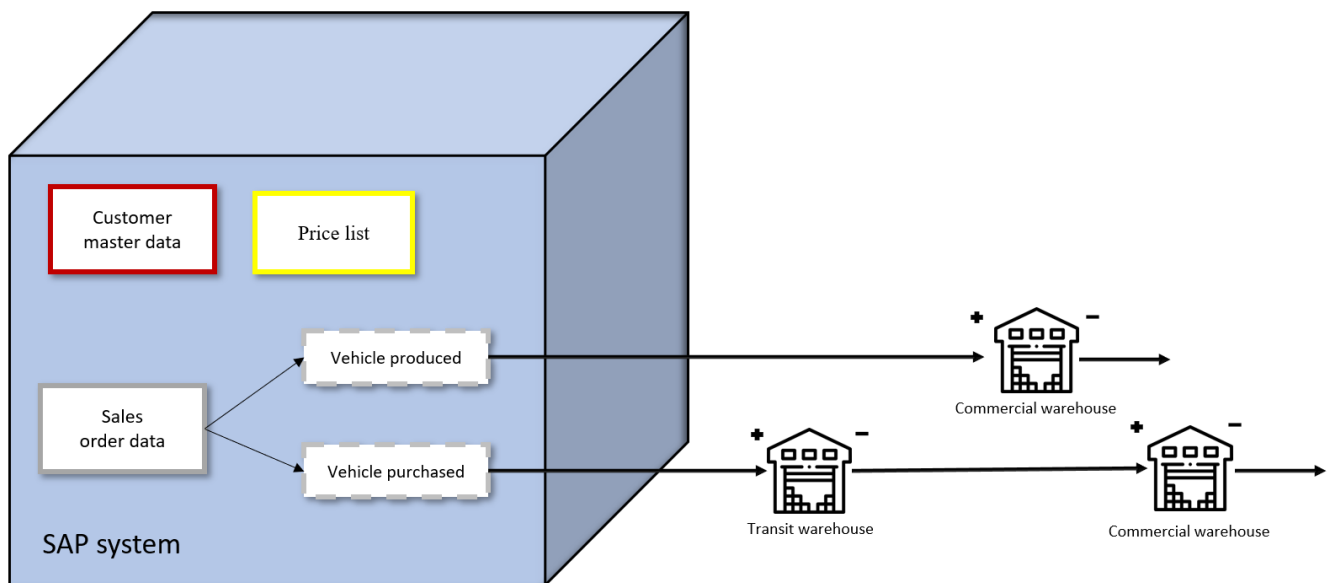 Customer
master data
Price list
Vehicle produced
+ −
Commercial warehouse
Sales
order data
Vehicle purchased
+ −
+ −
Transit warehouse
Commercial warehouse
SAP system